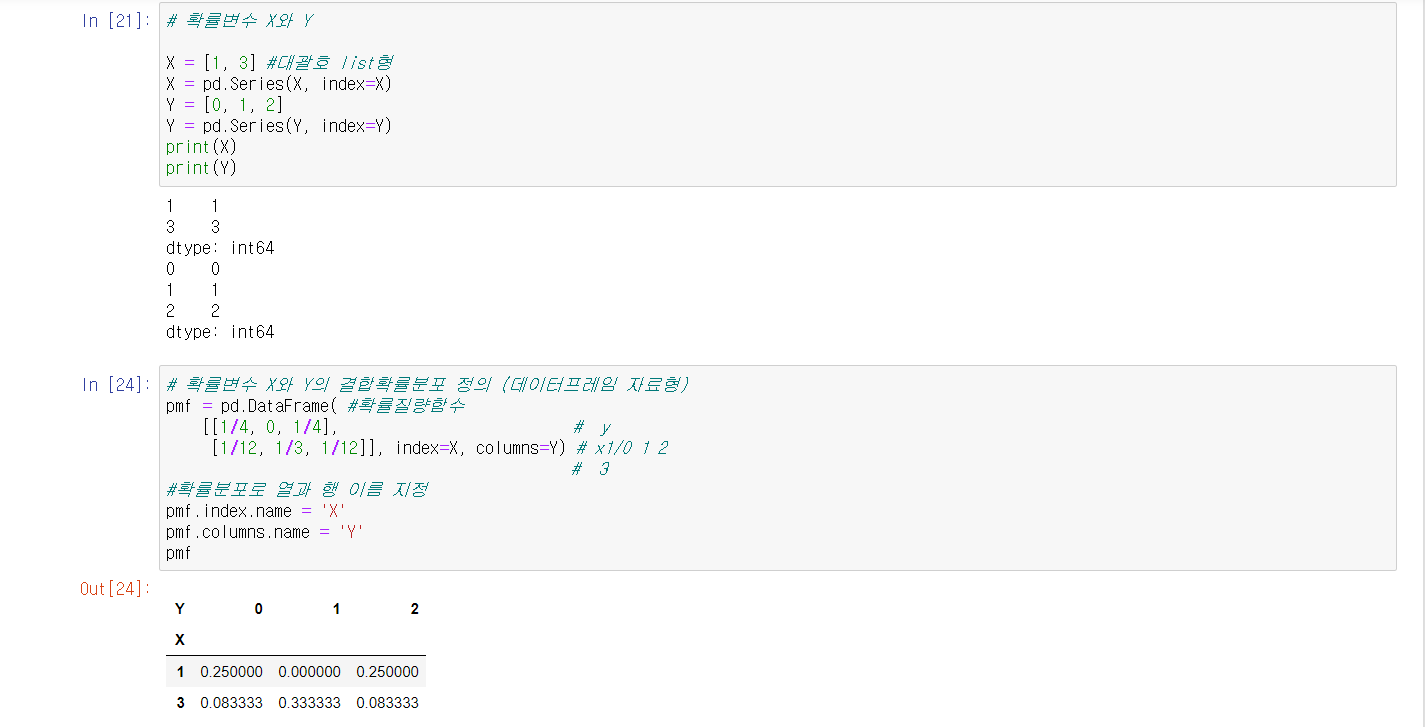 In [21]:
# 확률변수 X와 Y
X = [1, 3] #대괄호 list형
X = pd.Series(X, index=X)
Y = [0, 1, 2]
Y = pd.Series(Y, index=Y)
print(X)
print(Y)
1    1
3    3
dtype: int64
0    0
1    1
2    2
dtype: int64
In [24]:
# 확률변수 X와 Y의 결합확률분포 정의 (데이터프레임 자료형)
pmf = pd.DataFrame( #확률질량함수
    [[1/4, 0, 1/4],                          #  y
     [1/12, 1/3, 1/12]], index=X, columns=Y) # x1/0 1 2
                                             #  3
#확률분포로 열과 행 이름 지정
pmf.index.name = 'X'
pmf.columns.name = 'Y'
pmf
Out[24]:
Y 0 1 2
X
1 0.250000 0.000000 0.250000
3 0.083333 0.333333 0.083333